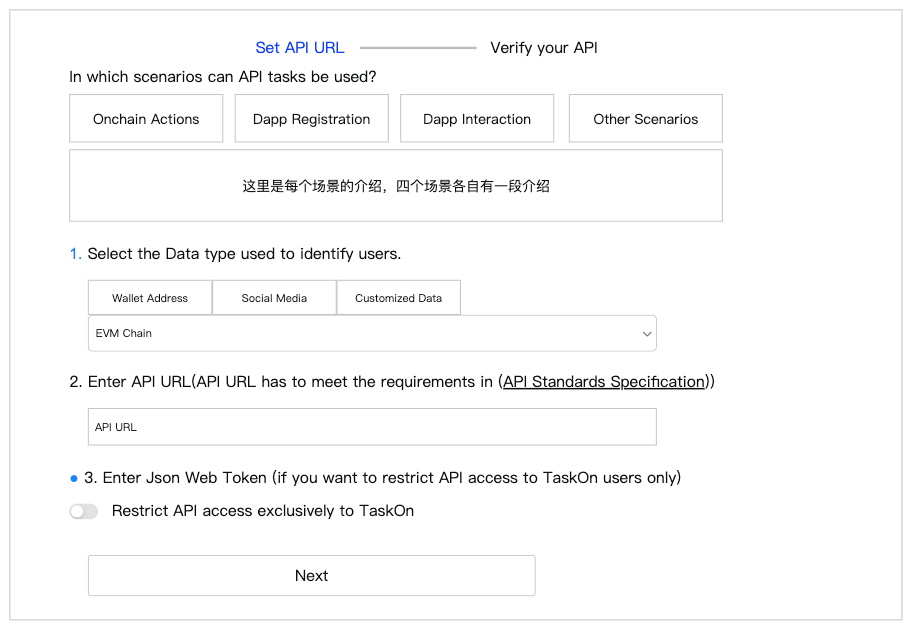 Set API URL Verify your API
In which scenarios can API tasks be used?
Onchain Actions Dapp Registration Dapp Interaction Other Scenarios
这里是每个场景的介绍，四个场景各自有一段介绍
1. Select the Data type used to identify users.
Wallet Address Social Media Customized Data
EVM Chain
2. Enter API URL(API URL has to meet the requirements in (API Standards Specification))
API URL
3. Enter Json Web Token (if you want to restrict API access to TaskOn users only)
Restrict API access exclusively to TaskOn
Next